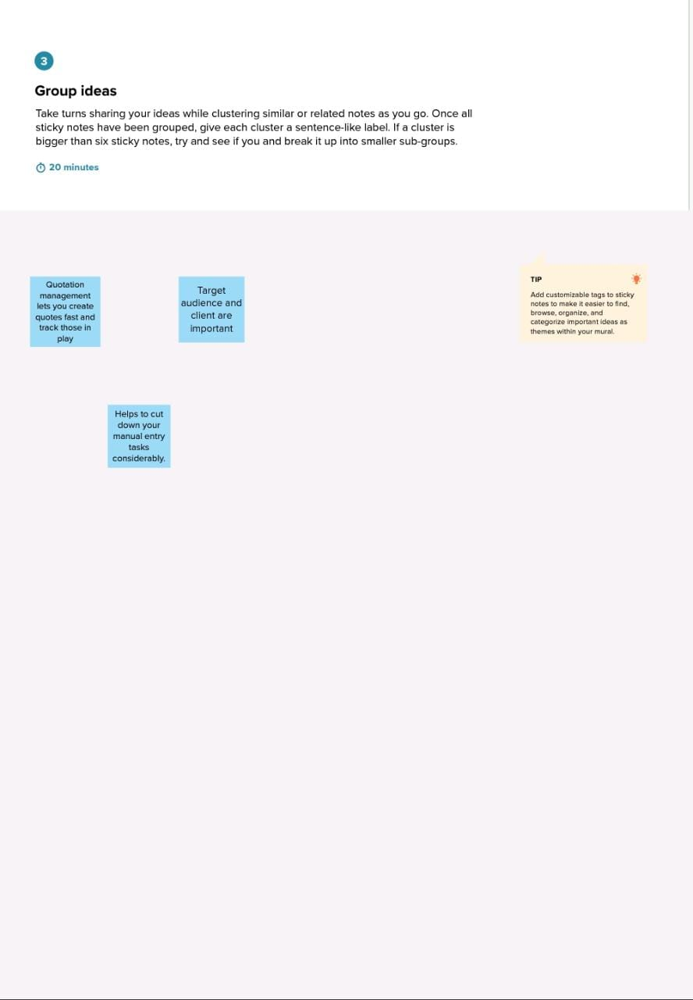 3
Group ideas
Take turns sharing your ideas while clustering similar or related notes as you go. Once all
sticky notes have been grouped, give each cluster a sentence-like label. If a cluster is
bigger than six sticky notes, try and see if you and break it up into smaller sub-groups.
20 minutes
Quotation
management
lets you create
quotes fast and
track those in
play
Target
audience and
client are
important
TIP
Add customizable tags to sticky
notes to make it easier to find,
browse, organize, and
categorize important ideas as
themes within your mural.
Helps to cut
down your
manual entry
tasks
considerably.